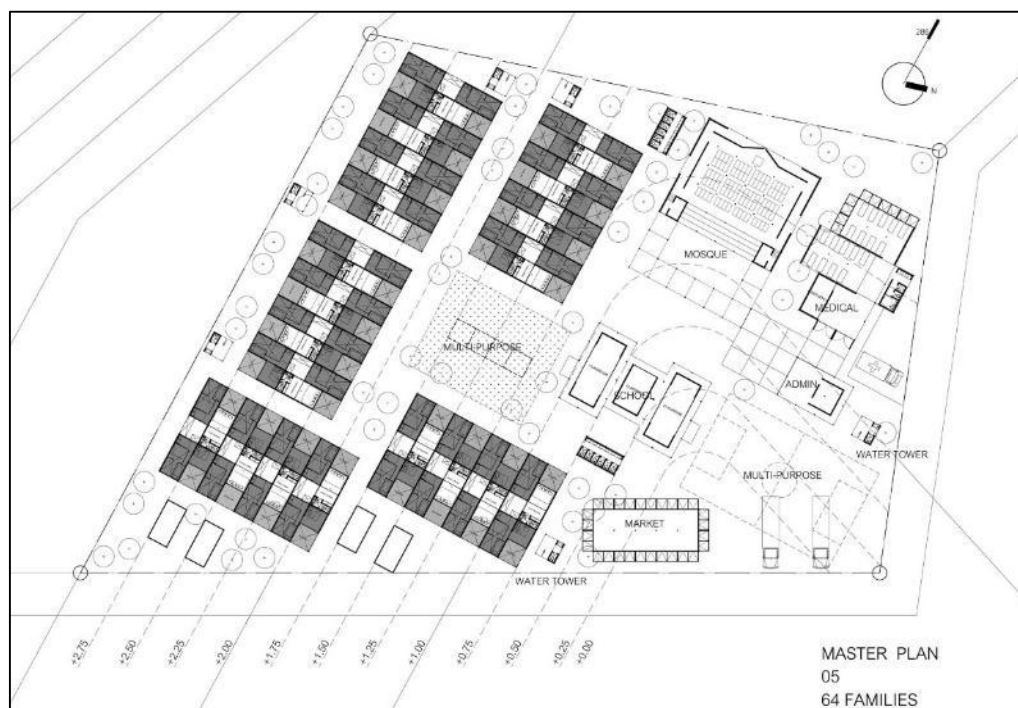 N
MOSQUE
MEDICAL
MULTI-PURPOSE
SCHOOL
ADMIN
WATER TOWER
MULTI-PURPOSE
MARKET
WATER TOWER
+2.75
+2.50
+2.25
+2.00
+1.75
+1.50
+1.25
+1.00
+0.75
+0.50
+0.25
+0.00
MASTER PLAN
05
64 FAMILIES